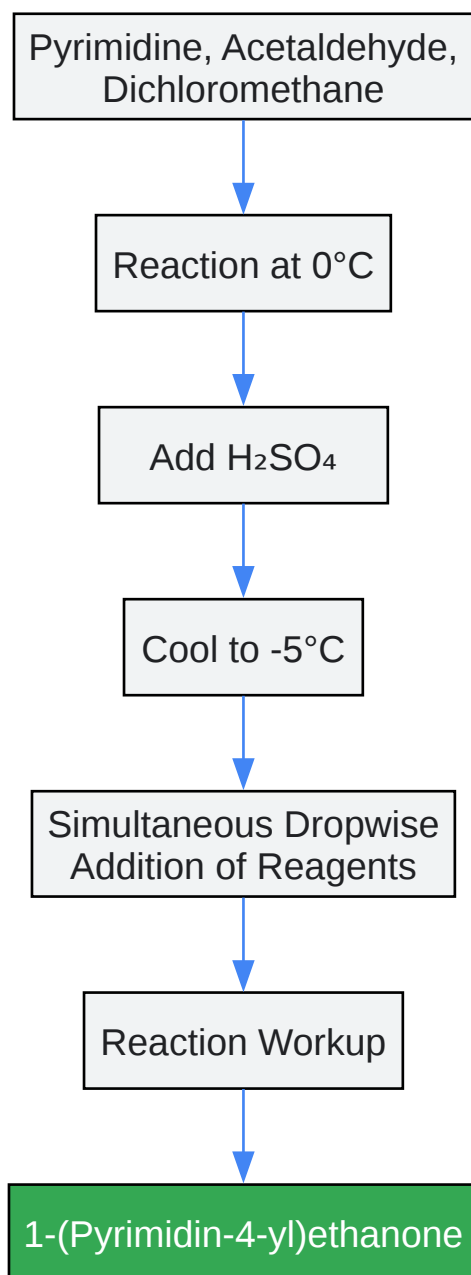 Pyrimidine, Acetaldehyde,
Dichloromethane
Reaction at 0°C
Add H₂SO₄
Cool to -5°C
Simultaneous Dropwise
Addition of Reagents
Reaction Workup
1-(Pyrimidin-4-yl)ethanone